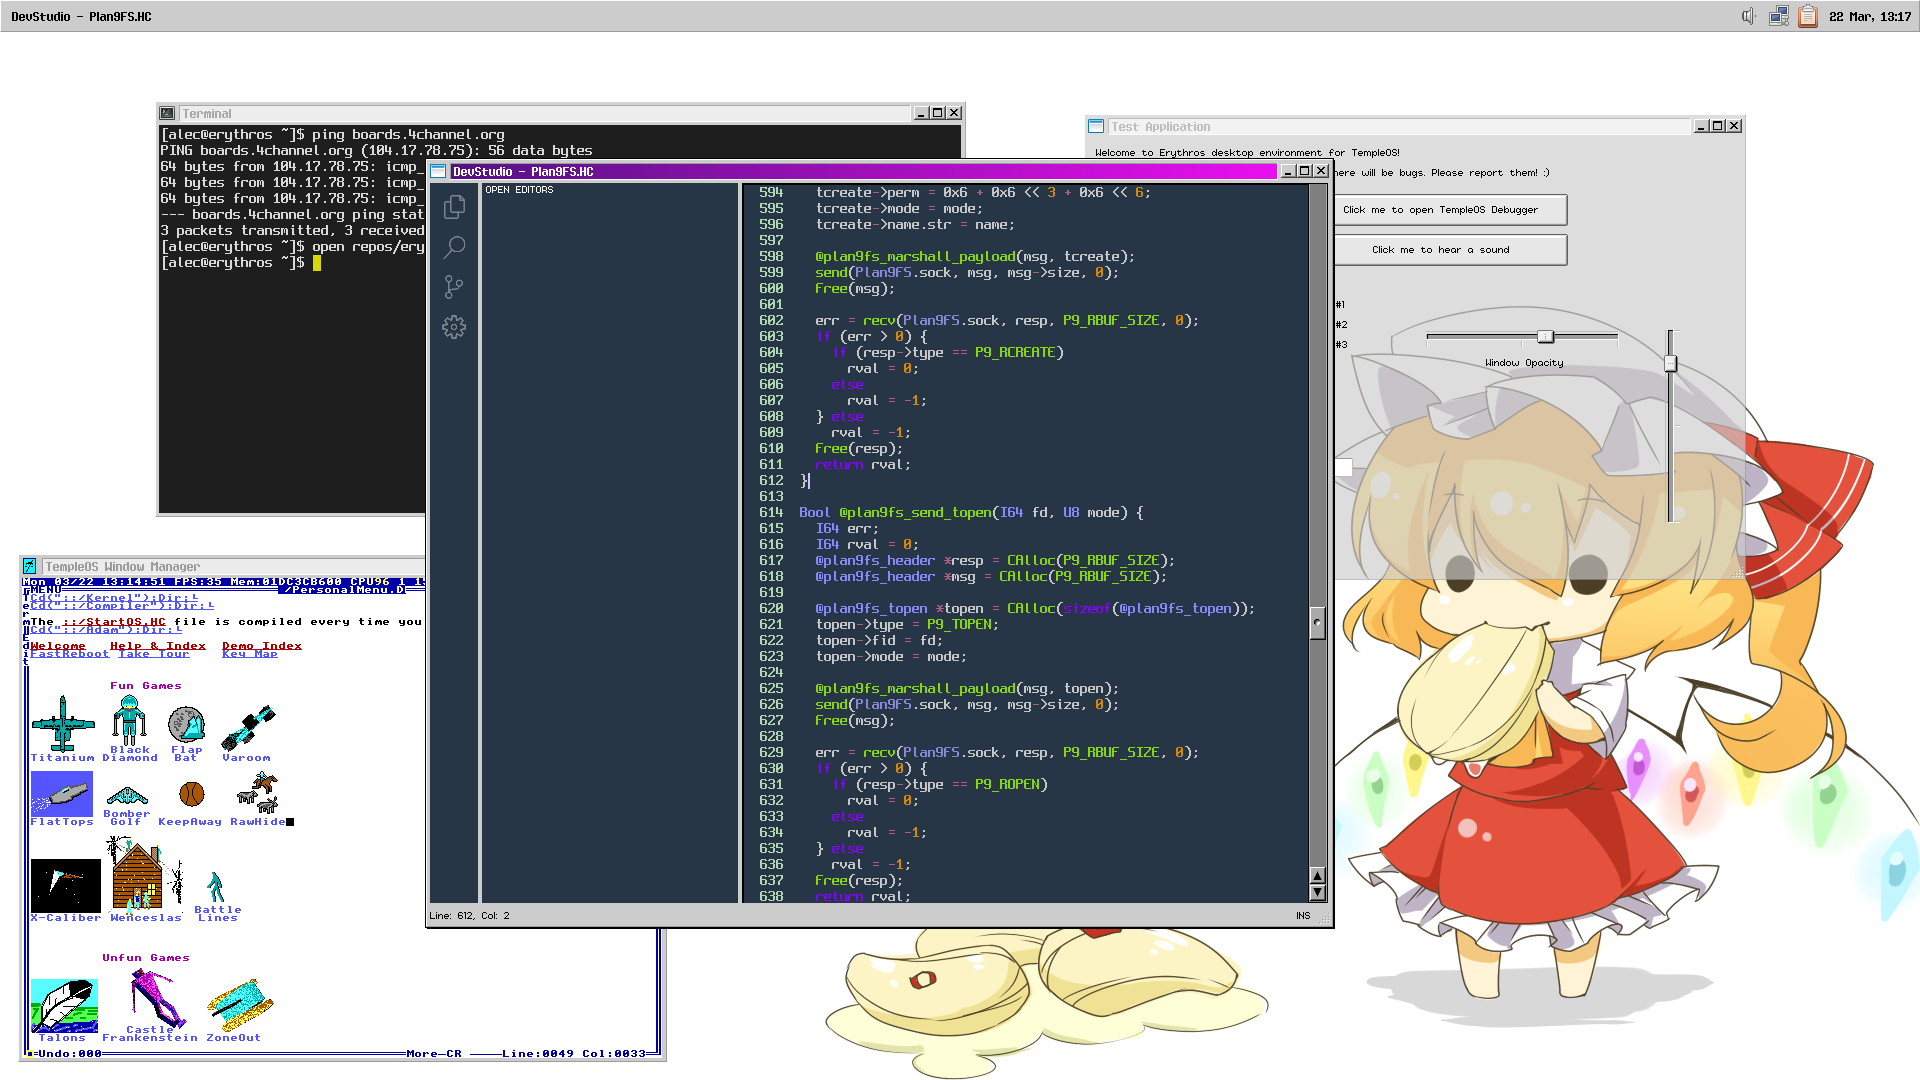 DevStudio - Plan9FS.HC
22 Mar, 13:17
Terminal
[alec@erythros ~]$ ping boards.4channel.org
PING boards.4channel.org (104.17.78.75): 56 data bytes
64 bytes from 104.17.78.75: icmp_
64 bytes from 104.17.78.75: icmp_
64 bytes from 104.17.78.75: icmp_
--- boards.4channel.org ping stat
3 packets transmitted, 3 received
[alec@erythros ~]$ open repos/ery
[alec@erythros ~]$
Test Application
Welcome to Erythros desktop environment for TempleOS!
here will be bugs. Please report them! :)
Click me to open TempleOS Debugger
Click me to hear a sound
#1
#2
#3
Window Opacity
DevStudio - Plan9FS.HC
OPEN EDITORS
594 tcreate->perm = 0x6 + 0x6 << 3 + 0x6 << 6;
595 tcreate->mode = mode;
596 tcreate->name.str = name;
597
598 @plan9fs_marshall_payload(msg, tcreate);
599 send(Plan9FS.sock, msg, msg->size, 0);
600 Free(msg);
601
602 err = recv(Plan9FS.sock, resp, P9_RBUF_SIZE, 0);
603 if (err > 0) {
604 if (resp->type == P9_RCREATE)
605 rval = 0;
606 else
607 rval = -1;
608 } else
609 rval = -1;
610 Free(resp);
611 return rval;
612 }
613
614 Bool @plan9fs_send_topen(I64 fd, U8 mode) {
615 I64 err;
616 I64 rval = 0;
617 @plan9fs_header *resp = CAlloc(P9_RBUF_SIZE);
618 @plan9fs_header *msg = CAlloc(P9_RBUF_SIZE);
619
620 @plan9fs_topen *topen = CAlloc(sizeof(@plan9fs_topen));
621 topen->type = P9_TOPEN;
622 topen->fid = fd;
623 topen->mode = mode;
624
625 @plan9fs_marshall_payload(msg, topen);
626 send(Plan9FS.sock, msg, msg->size, 0);
627 Free(msg);
628
629 err = recv(Plan9FS.sock, resp, P9_RBUF_SIZE, 0);
630 if (err > 0) {
631 if (resp->type == P9_ROPEN)
632 rval = 0;
633 else
634 rval = -1;
635 } else
636 rval = -1;
637 Free(resp);
638 return rval;
Line: 612, Col: 2
INS
TempleOS Window Manager
Mon 03/22 13:14:51 FPS:35 Mem:01DC3CB600 CPU96 1
MENU /PersonalMenu.D
Cd("::/Kernel");Dir;
Cd("::/Compiler");Dir;
The ::/StartOS.HC file is compiled every time you
Cd("::/Adam");Dir;
Welcome Help & Index Demo Index
FastReboot Take Tour Key Map
Fun Games
Titanium Black Diamond Flap Bat Varoom
FlatTops Bomber Golf KeepAway RawHide
X-Caliber Wenceslas Battle Lines
Unfun Games
Talons Castle Frankenstein ZoneOut
Undo:000 More-CR Line:0049 Col:0033